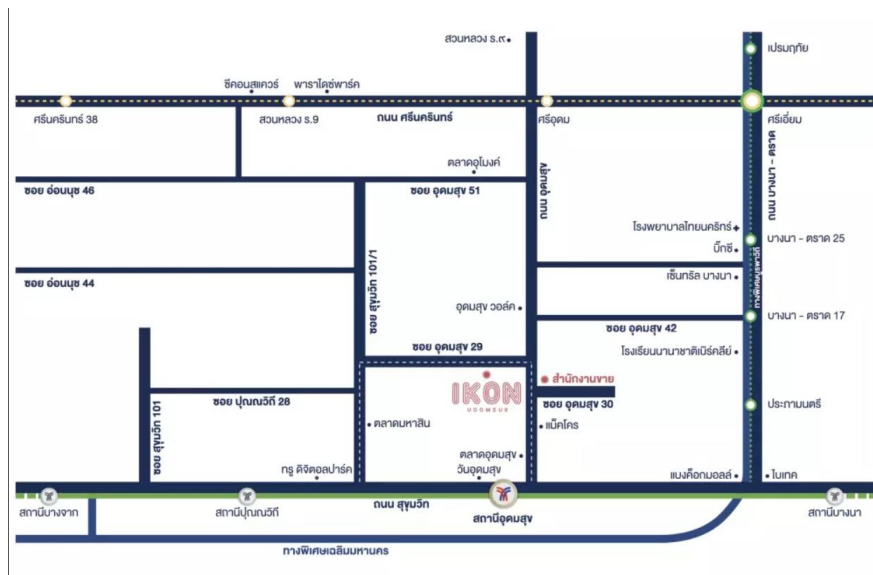 สวนหลวง ร.๙
เปรมฤทัย
ซีคอนสแควร์
พาราไดซ์พาร์ค
ศรีนครินทร์ 38
สวนหลวง ร.9
ถนน ศรีนครินทร์
ศรีอุดม
ศรีเอี่ยม
ตลาดอุโมงค์
ซอย อ่อนนุช 46
ซอย อุดมสุข 51
ถนน อุดมสุข
ถนน บางนา - ตราด
โรงพยาบาลไทยนครินทร์
บางนา - ตราด 25
บิ๊กซี
ซอย อ่อนนุช 44
ซอย สุขุมวิท 101/1
เซ็นทรัล บางนา
ทางพิเศษบูรพาวิถี
อุดมสุข วอล์ค
บางนา - ตราด 17
ซอย อุดมสุข 42
ซอย อุดมสุข 29
โรงเรียนนานาชาติเบิร์คลีย์
สำนักงานขาย
IKON
UDOMSUK
ซอย ปุณณวิถี 28
ซอย อุดมสุข 30
ประภามนตรี
ซอย สุขุมวิท 101
ตลาดมหาสิน
แม็คโคร
ตลาดอุดมสุข
ทรู ดิจิตอลปาร์ค
วันอุดมสุข
แบงค็อกมอลล์
ไบเทค
ถนน สุขุมวิท
สถานีบางจาก
สถานีปุณณวิถี
สถานีอุดมสุข
สถานีบางนา
ทางพิเศษเฉลิมมหานคร